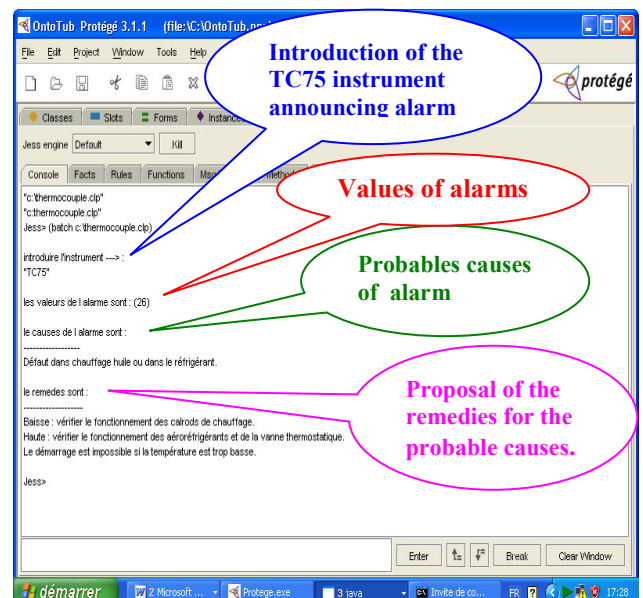 OntoTub Protégé 3.1.1 (file:\C:\OntoTub.pp
File Edit Project Window Tools Help
protégé
Classes Slots Forms Instances
Jess engine Default Kill
Console Facts Rules Functions
"c:\thermocouple.clp"
"c:thermocouple.clp"
Jess> (batch c:\thermocouple.clp)
introduire l'instrument ---> :
"TC75"
les valeurs de l alarme sont : (26)
le causes de l alarme sont :
-----------------
Défaut dans chauffage huile ou dans le réfrigérant.
le remedes sont :
------------------
Baisse : vérifier le fonctionnement des calrods de chauffage.
Haute : vérifier le fonctionnement des aéroréfrigérants et de la vanne thermostatique.
Le démarrage est impossible si la température est trop basse.
Jess>
Introduction of the
TC75 instrument
announcing alarm
Values of alarms
Probables causes
of alarm
Proposal of the
remedies for the
probable causes.
Enter Break Clear Window
démarrer 2 Microsoft ... Protege.exe 3 java Invite de co... FR 17:28